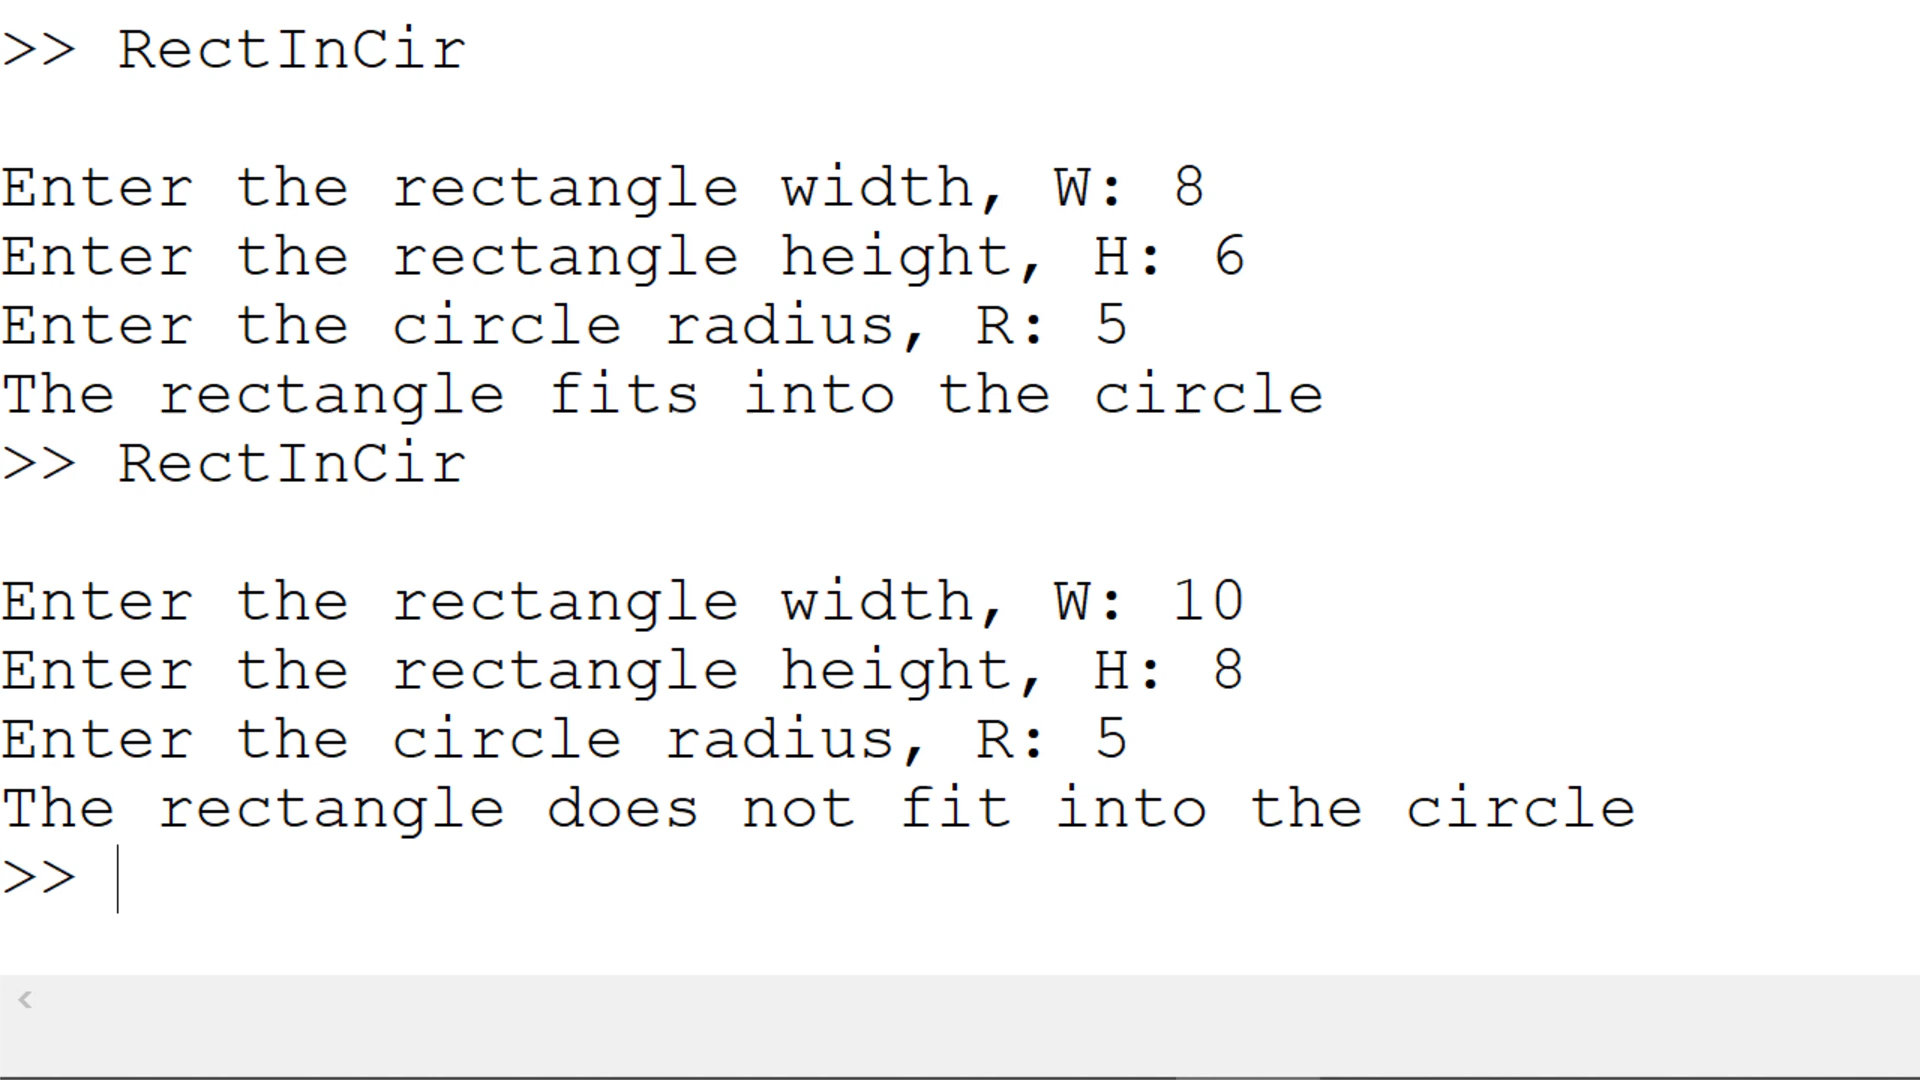 >> RectInCir
Enter the rectangle width, W: 8
Enter the rectangle height, H: 6
Enter the circle radius, R: 5
The rectangle fits into the circle
>> RectInCir
Enter the rectangle width, W: 10
Enter the rectangle height, H: 8
Enter the circle radius, R: 5
The rectangle does not fit into the circle
>>